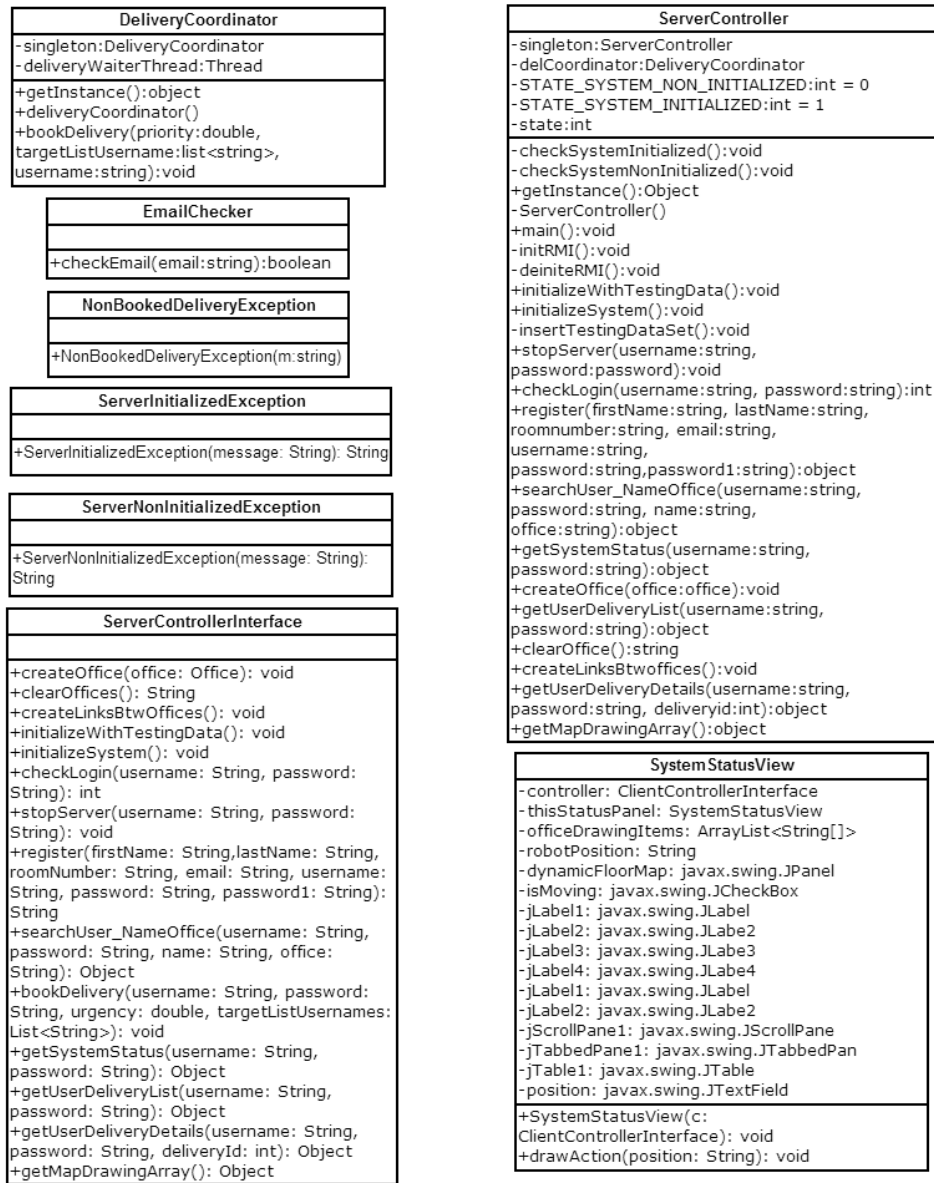 DeliveryCoordinator
-singleton:DeliveryCoordinator
-deliveryWaiterThread:Thread
+getInstance():object
+deliveryCoordinator()
+bookDelivery(priority:double,
targetListUsername:list<string>,
username:string):void
EmailChecker
+checkEmail(email:string):boolean
NonBookedDeliveryException
+NonBookedDeliveryException(m:string)
ServerInitializedException
+ServerInitializedException(message: String): String
ServerNonInitializedException
+ServerNonInitializedException(message: String):
String
ServerControllerInterface
+createOffice(office: Office): void
+clearOffices(): String
+createLinksBtwOffices(): void
+initializeWithTestingData(): void
+initializeSystem(): void
+checkLogin(username: String, password:
String): int
+stopServer(username: String, password:
String): void
+register(firstName: String,lastName: String,
roomNumber: String, email: String, username:
String, password: String, password1: String):
String
+searchUser_NameOffice(username: String,
password: String, name: String, office:
String): Object
+bookDelivery(username: String, password:
String, urgency: double, targetListUsernames:
List<String>): void
+getSystemStatus(username: String,
password: String): Object
+getUserDeliveryList(username: String,
password: String): Object
+getUserDeliveryDetails(username: String,
password: String, deliveryId: int): Object
+getMapDrawingArray(): Object
ServerController
-singleton:ServerController
-delCoordinator:DeliveryCoordinator
-STATE_SYSTEM_NON_INITIALIZED:int = 0
-STATE_SYSTEM_INITIALIZED:int = 1
-state:int
-checkSystemInitialized():void
-checkSystemNonInitialized():void
+getInstance():Object
-ServerController()
+main():void
-initRMI():void
-deiniteRMI():void
+initializeWithTestingData():void
+initializeSystem():void
-insertTestingDataSet():void
+stopServer(username:string,
password:password):void
+checkLogin(username:string, password:string):int
+register(firstName:string, lastName:string,
roomnumber:string, email:string,
username:string,
password:string,password1:string):object
+searchUser_NameOffice(username:string,
password:string, name:string,
office:string):object
+getSystemStatus(username:string,
password:string):object
+createOffice(office:office):void
+getUserDeliveryList(username:string,
password:string):object
+clearOffice():string
+createLinksBtwoffices():void
+getUserDeliveryDetails(username:string,
password:string, deliveryid:int):object
+getMapDrawingArray():object
SystemStatusView
-controller: ClientControllerInterface
-thisStatusPanel: SystemStatusView
-officeDrawingItems: ArrayList<String[]>
-robotPosition: String
-dynamicFloorMap: javax.swing.JPanel
-isMoving: javax.swing.JCheckBox
-jLabel1: javax.swing.JLabel
-jLabel2: javax.swing.JLabe2
-jLabel3: javax.swing.JLabe3
-jLabel4: javax.swing.JLabe4
-jLabel1: javax.swing.JLabel
-jLabel2: javax.swing.JLabe2
-jScrollPane1: javax.swing.JScrollPane
-jTabbedPane1: javax.swing.JTabbedPan
-jTable1: javax.swing.JTable
-position: javax.swing.JTextField
+SystemStatusView(c:
ClientControllerInterface): void
+drawAction(position: String): void